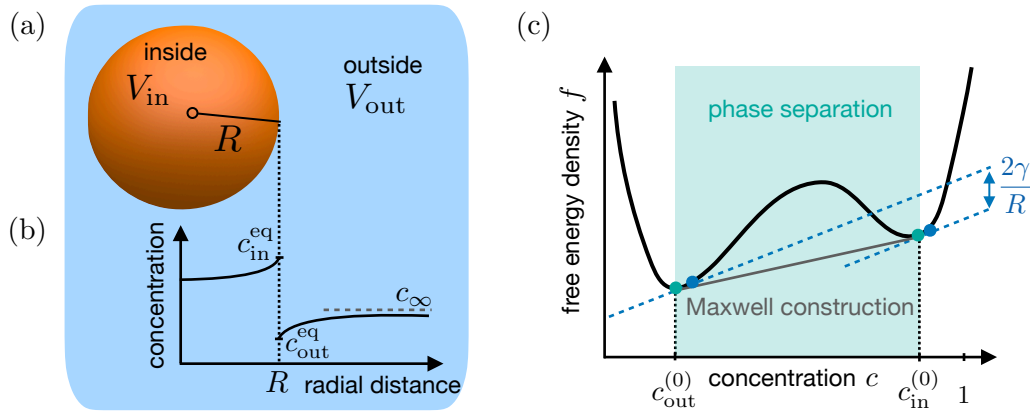 (a)
inside
V_in
R
outside
V_out
(b)
concentration
c_in^eq
c_∞
c_out^eq
R
radial distance
(c)
free energy density f
phase separation
2γ/R
Maxwell construction
c_out^(0)
concentration c
c_in^(0)
1